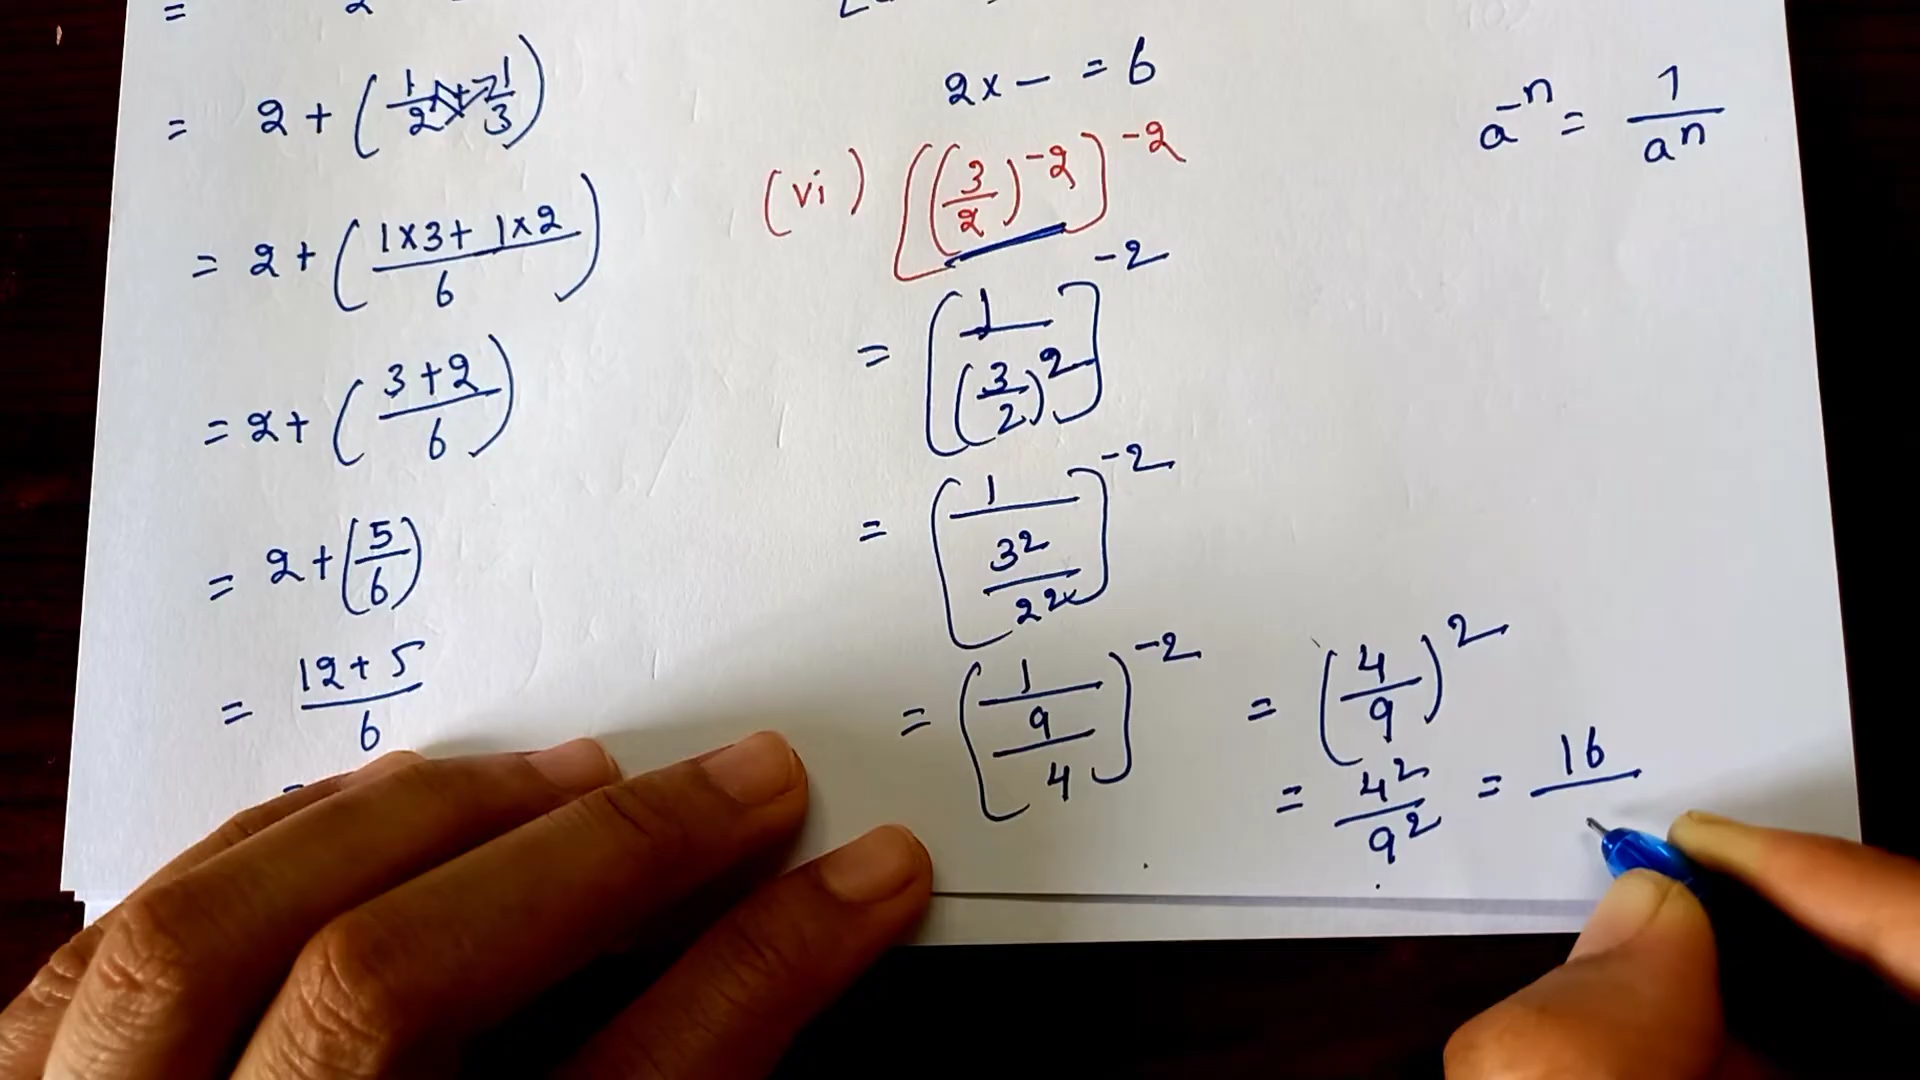 = 2
= 2 + (1/2 + 1/3)
= 2 + ((1×3 + 1×2)/6)
= 2 + ((3+2)/6)
= 2 + (5/6)
= (12+5)/6
=
2× — = 6
(vi) [(3/2)^-2]^-2
= [1/(3/2)^2]^-2
= [1/(3^2/2^2)]^-2
= [1/(9/4)]^-2 = (4/9)^2
= 4^2/9^2 = 16/
a^-n = 1/a^n